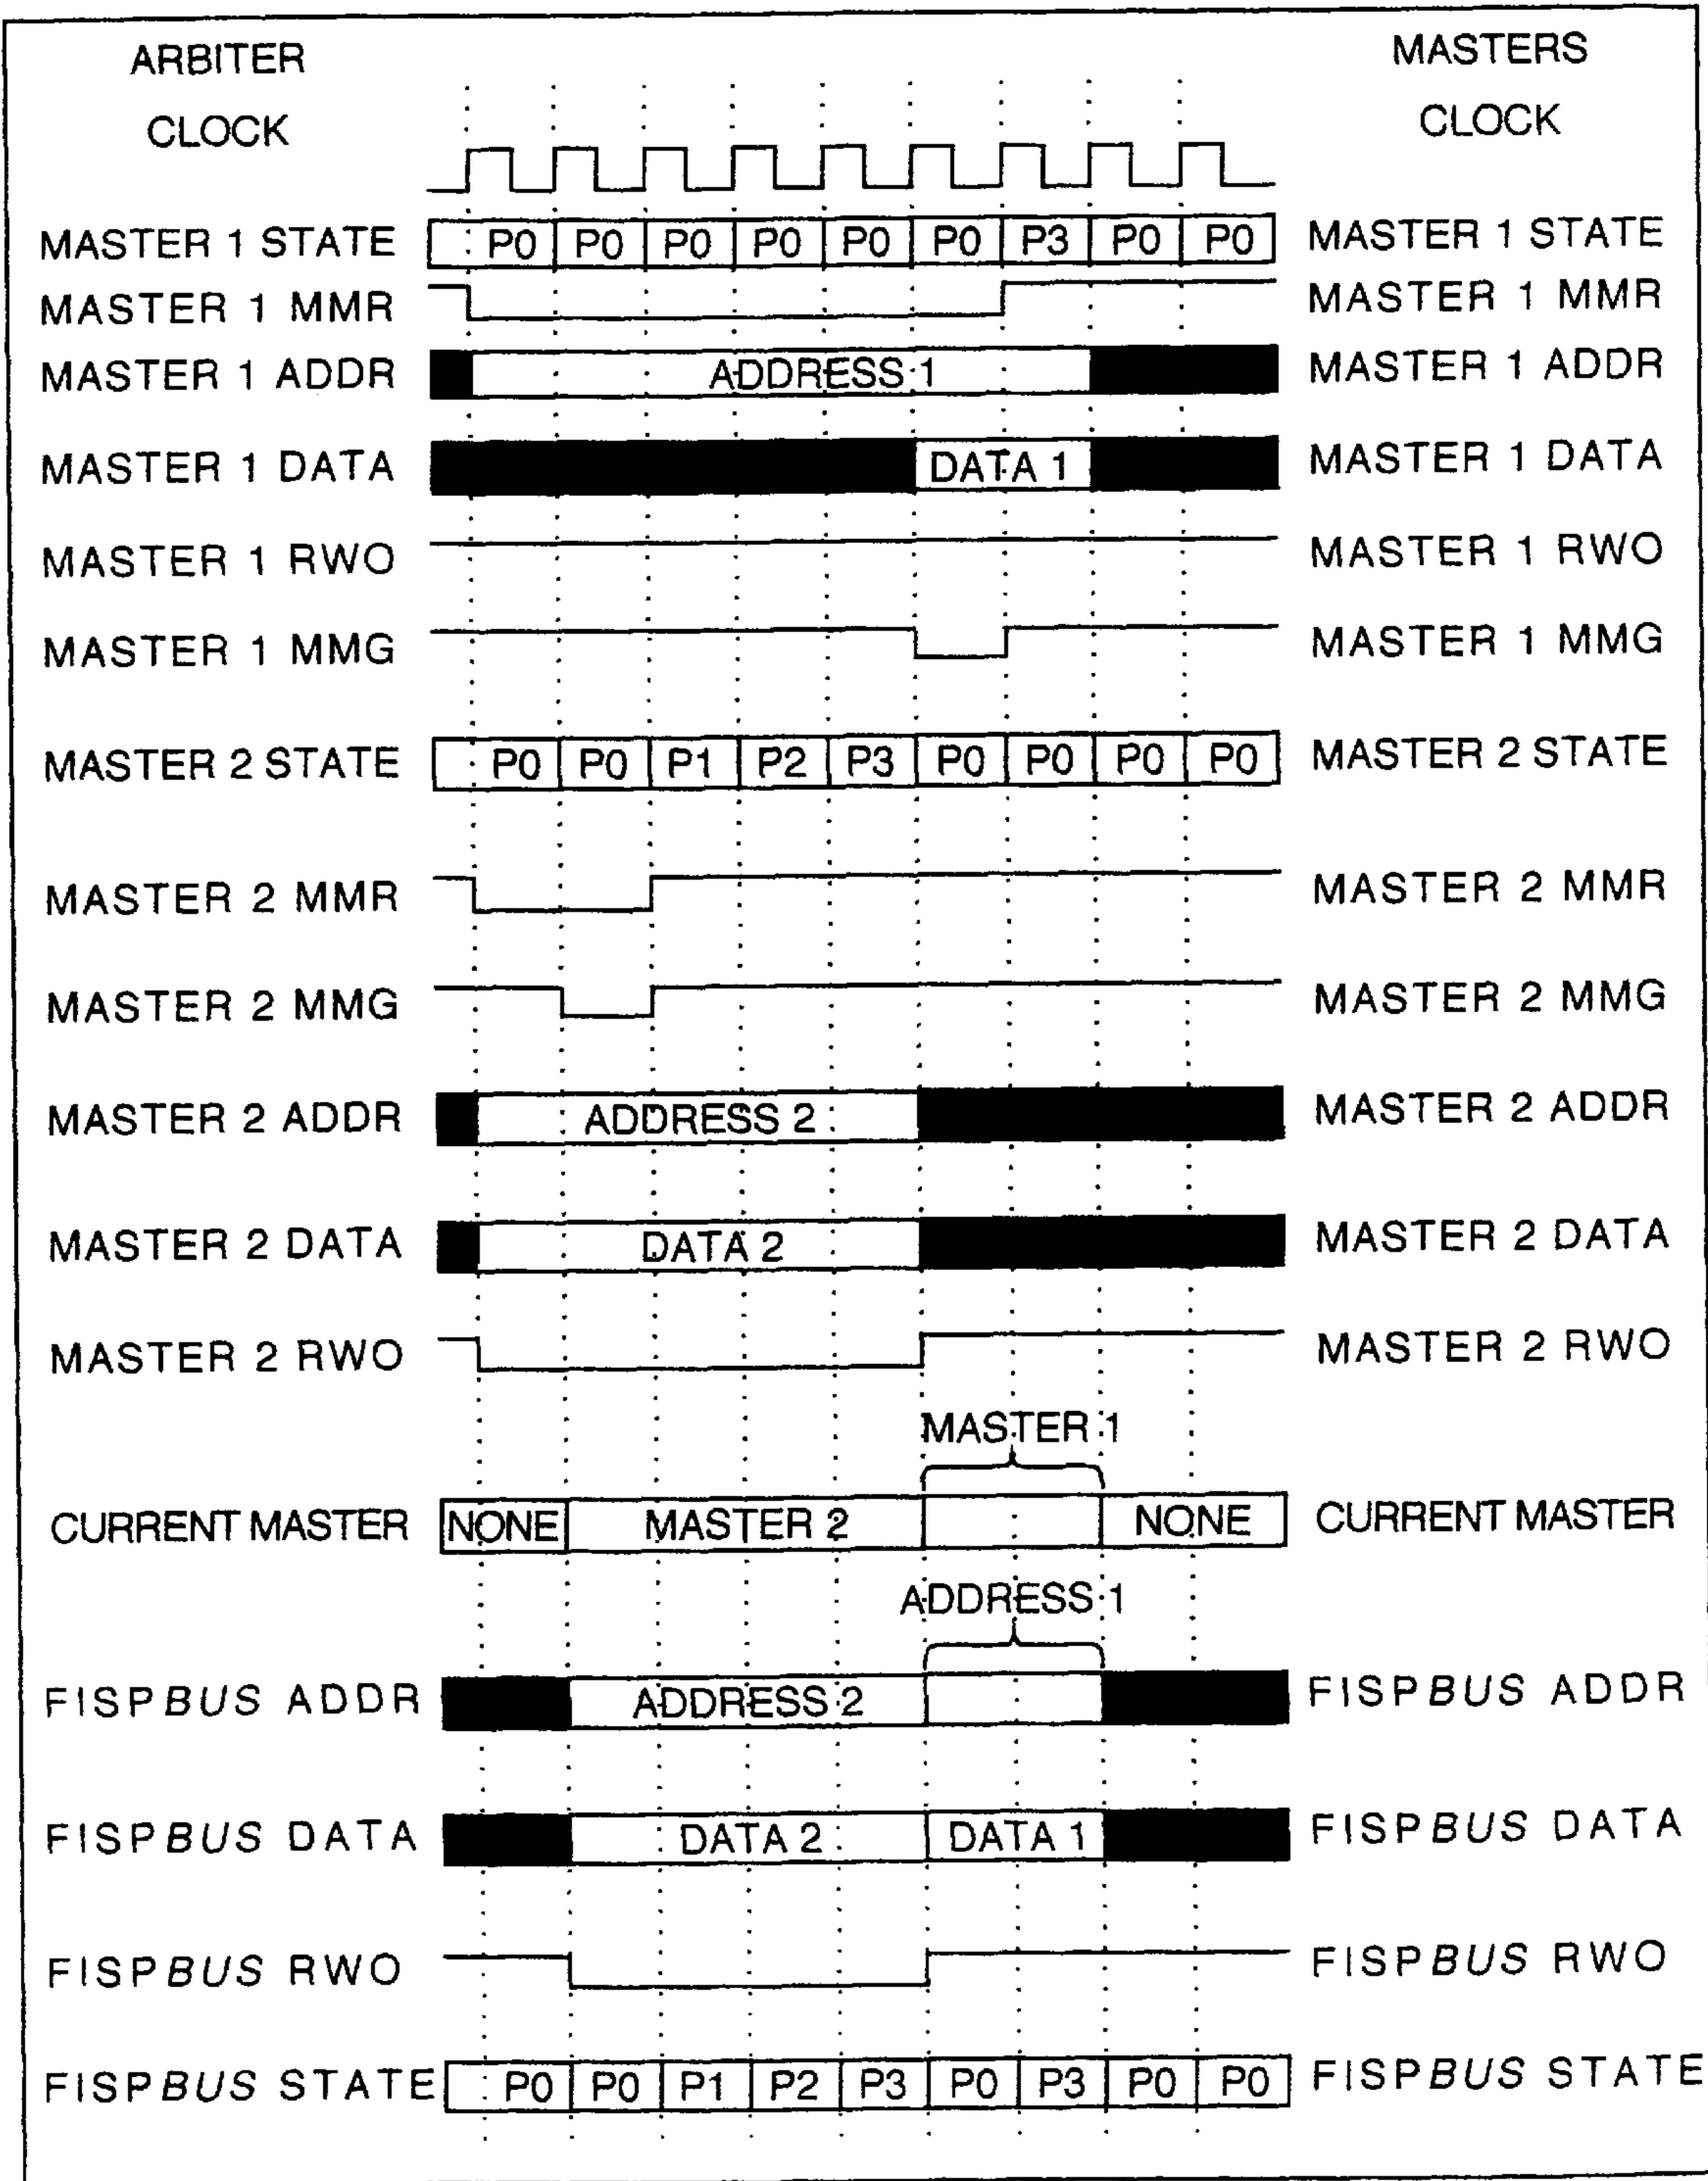 ARBITER
CLOCK
MASTERS
CLOCK
MASTER 1 STATE P0 P0 P0 P0 P0 P0 P3 P0 P0 MASTER 1 STATE
MASTER 1 MMR MASTER 1 MMR
MASTER 1 ADDR ADDRESS 1 MASTER 1 ADDR
MASTER 1 DATA DATA 1 MASTER 1 DATA
MASTER 1 RWO MASTER 1 RWO
MASTER 1 MMG MASTER 1 MMG
MASTER 2 STATE P0 P0 P1 P2 P3 P0 P0 P0 P0 MASTER 2 STATE
MASTER 2 MMR MASTER 2 MMR
MASTER 2 MMG MASTER 2 MMG
MASTER 2 ADDR ADDRESS 2 MASTER 2 ADDR
MASTER 2 DATA DATA 2 MASTER 2 DATA
MASTER 2 RWO MASTER 2 RWO
MASTER 1
CURRENT MASTER NONE MASTER 2 NONE CURRENT MASTER
ADDRESS 1
FISPBUS ADDR ADDRESS 2 FISPBUS ADDR
FISPBUS DATA DATA 2 DATA 1 FISPBUS DATA
FISPBUS RWO FISPBUS RWO
FISPBUS STATE P0 P0 P1 P2 P3 P0 P3 P0 P0 FISPBUS STATE